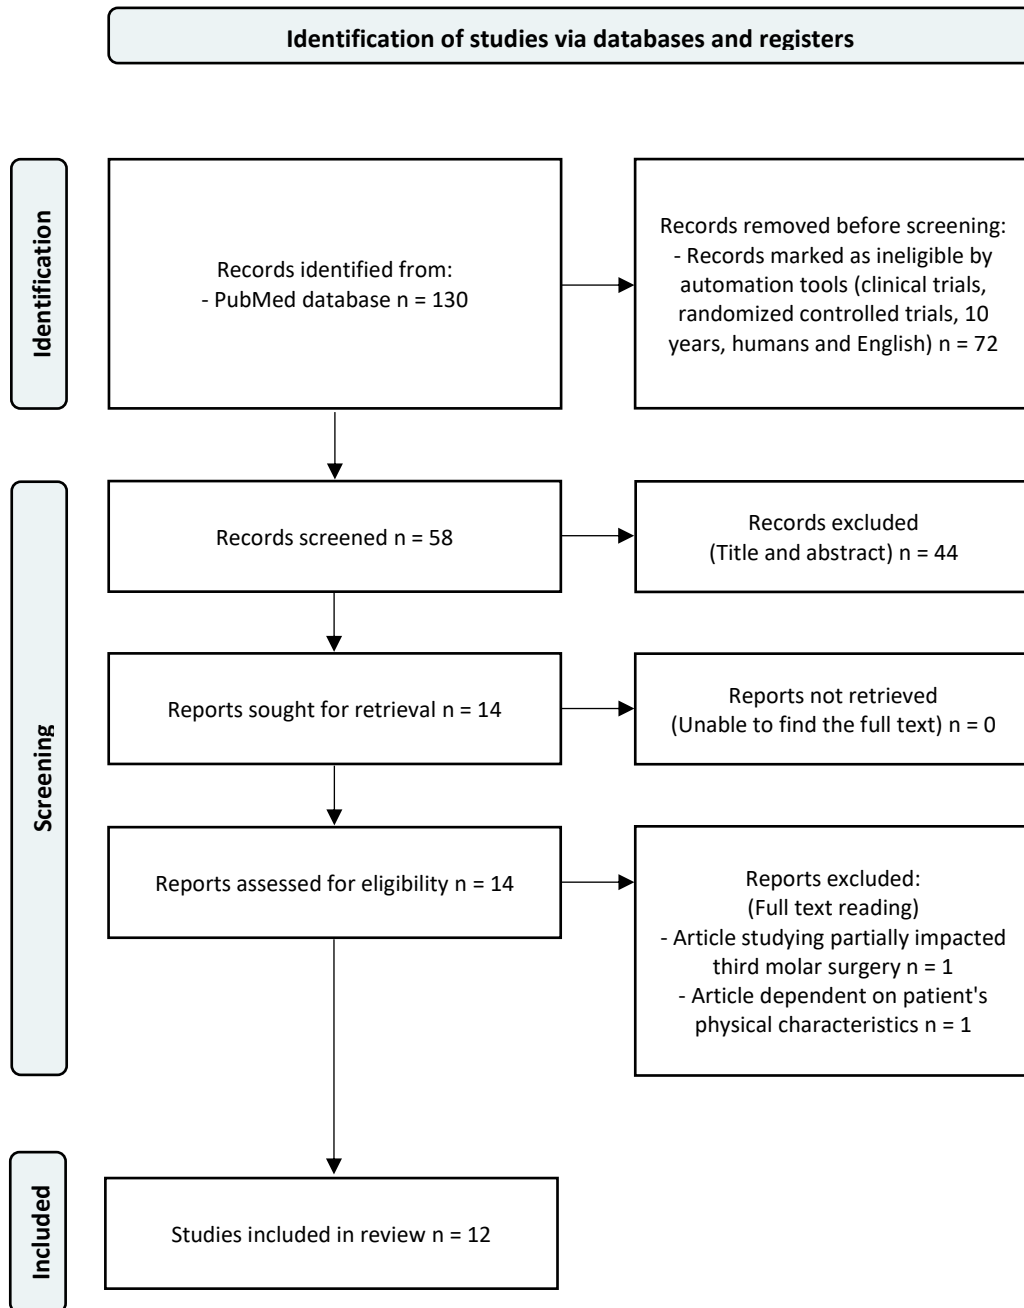 Identification of studies via databases and registers
Identification
Records identified from:
- PubMed database n = 130
Records removed before screening:
- Records marked as ineligible by
automation tools (clinical trials,
randomized controlled trials, 10
years, humans and English) n = 72
Screening
Records screened n = 58
Records excluded
(Title and abstract) n = 44
Reports sought for retrieval n = 14
Reports not retrieved
(Unable to find the full text) n = 0
Reports assessed for eligibility n = 14
Reports excluded:
(Full text reading)
- Article studying partially impacted
third molar surgery n = 1
- Article dependent on patient's
physical characteristics n = 1
Included
Studies included in review n = 12